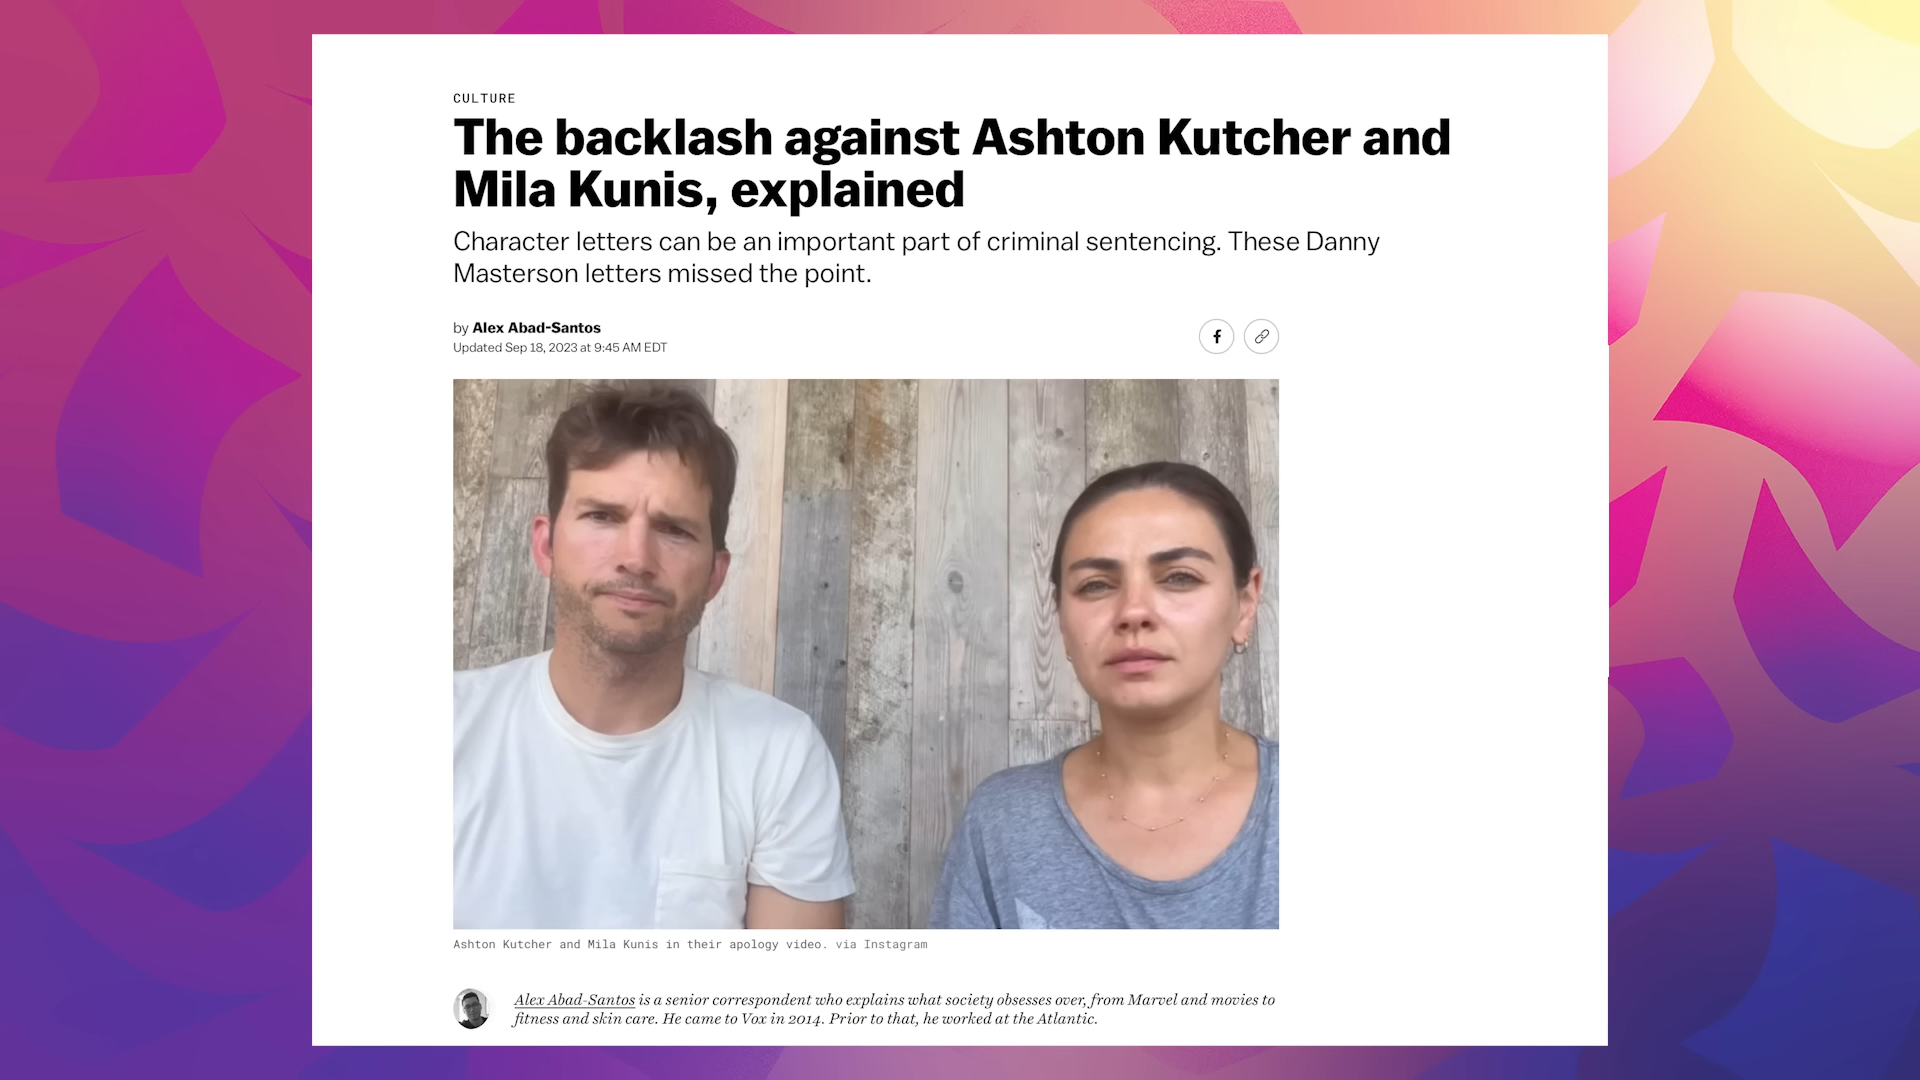 CULTURE
The backlash against Ashton Kutcher and
Mila Kunis, explained
Character letters can be an important part of criminal sentencing. These Danny
Masterson letters missed the point.
by Alex Abad-Santos
Updated Sep 18, 2023 at 9:45 AM EDT
Ashton Kutcher and Mila Kunis in their apology video. via Instagram
Alex Abad-Santos is a senior correspondent who explains what society obsesses over, from Marvel and movies to
fitness and skin care. He came to Vox in 2014. Prior to that, he worked at the Atlantic.